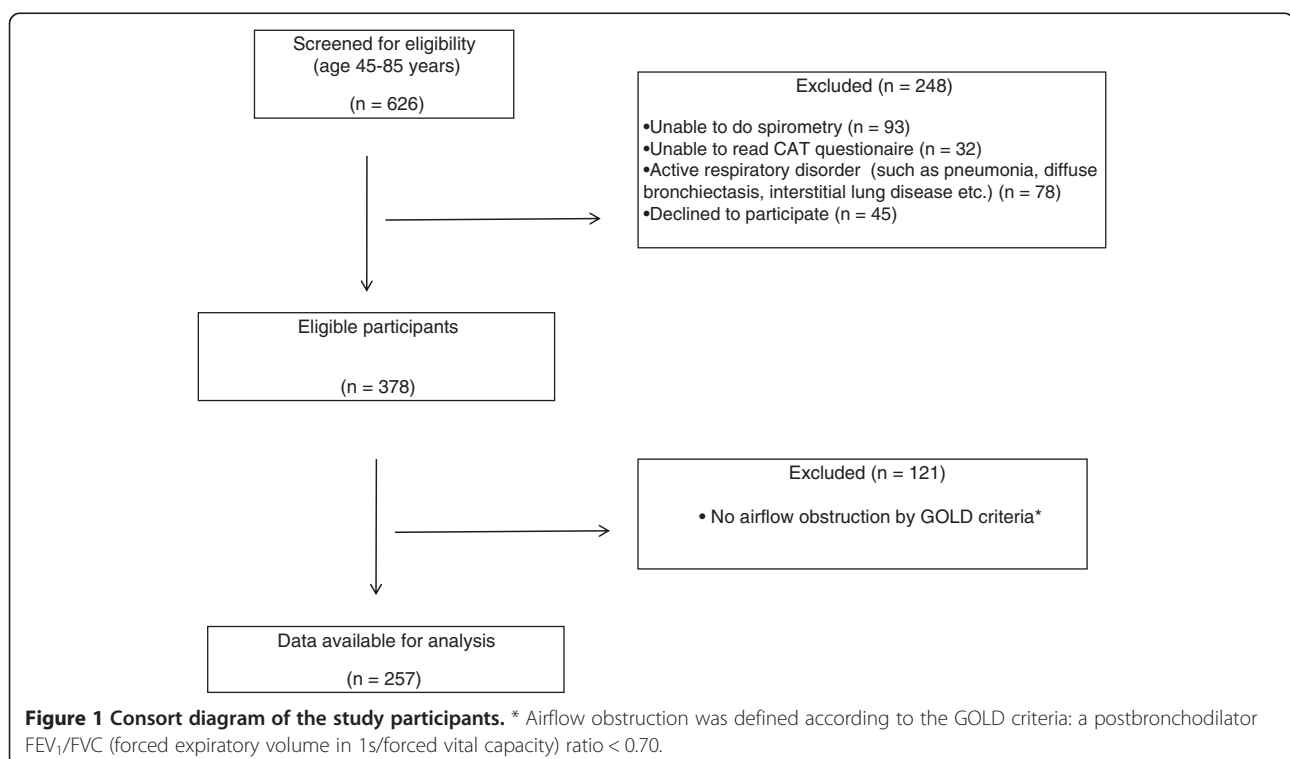 Screened for eligibility
(age 45-85 years)
(n = 626)
Excluded (n = 248)
•Unable to do spirometry (n = 93)
•Unable to read CAT questionaire (n = 32)
•Active respiratory disorder (such as pneumonia, diffuse
bronchiectasis, interstitial lung disease etc.) (n = 78)
•Declined to participate (n = 45)
Eligible participants
(n = 378)
Excluded (n = 121)
• No airflow obstruction by GOLD criteria*
Data available for analysis
(n = 257)
Figure 1 Consort diagram of the study participants. * Airflow obstruction was defined according to the GOLD criteria: a postbronchodilator
FEV₁/FVC (forced expiratory volume in 1s/forced vital capacity) ratio < 0.70.